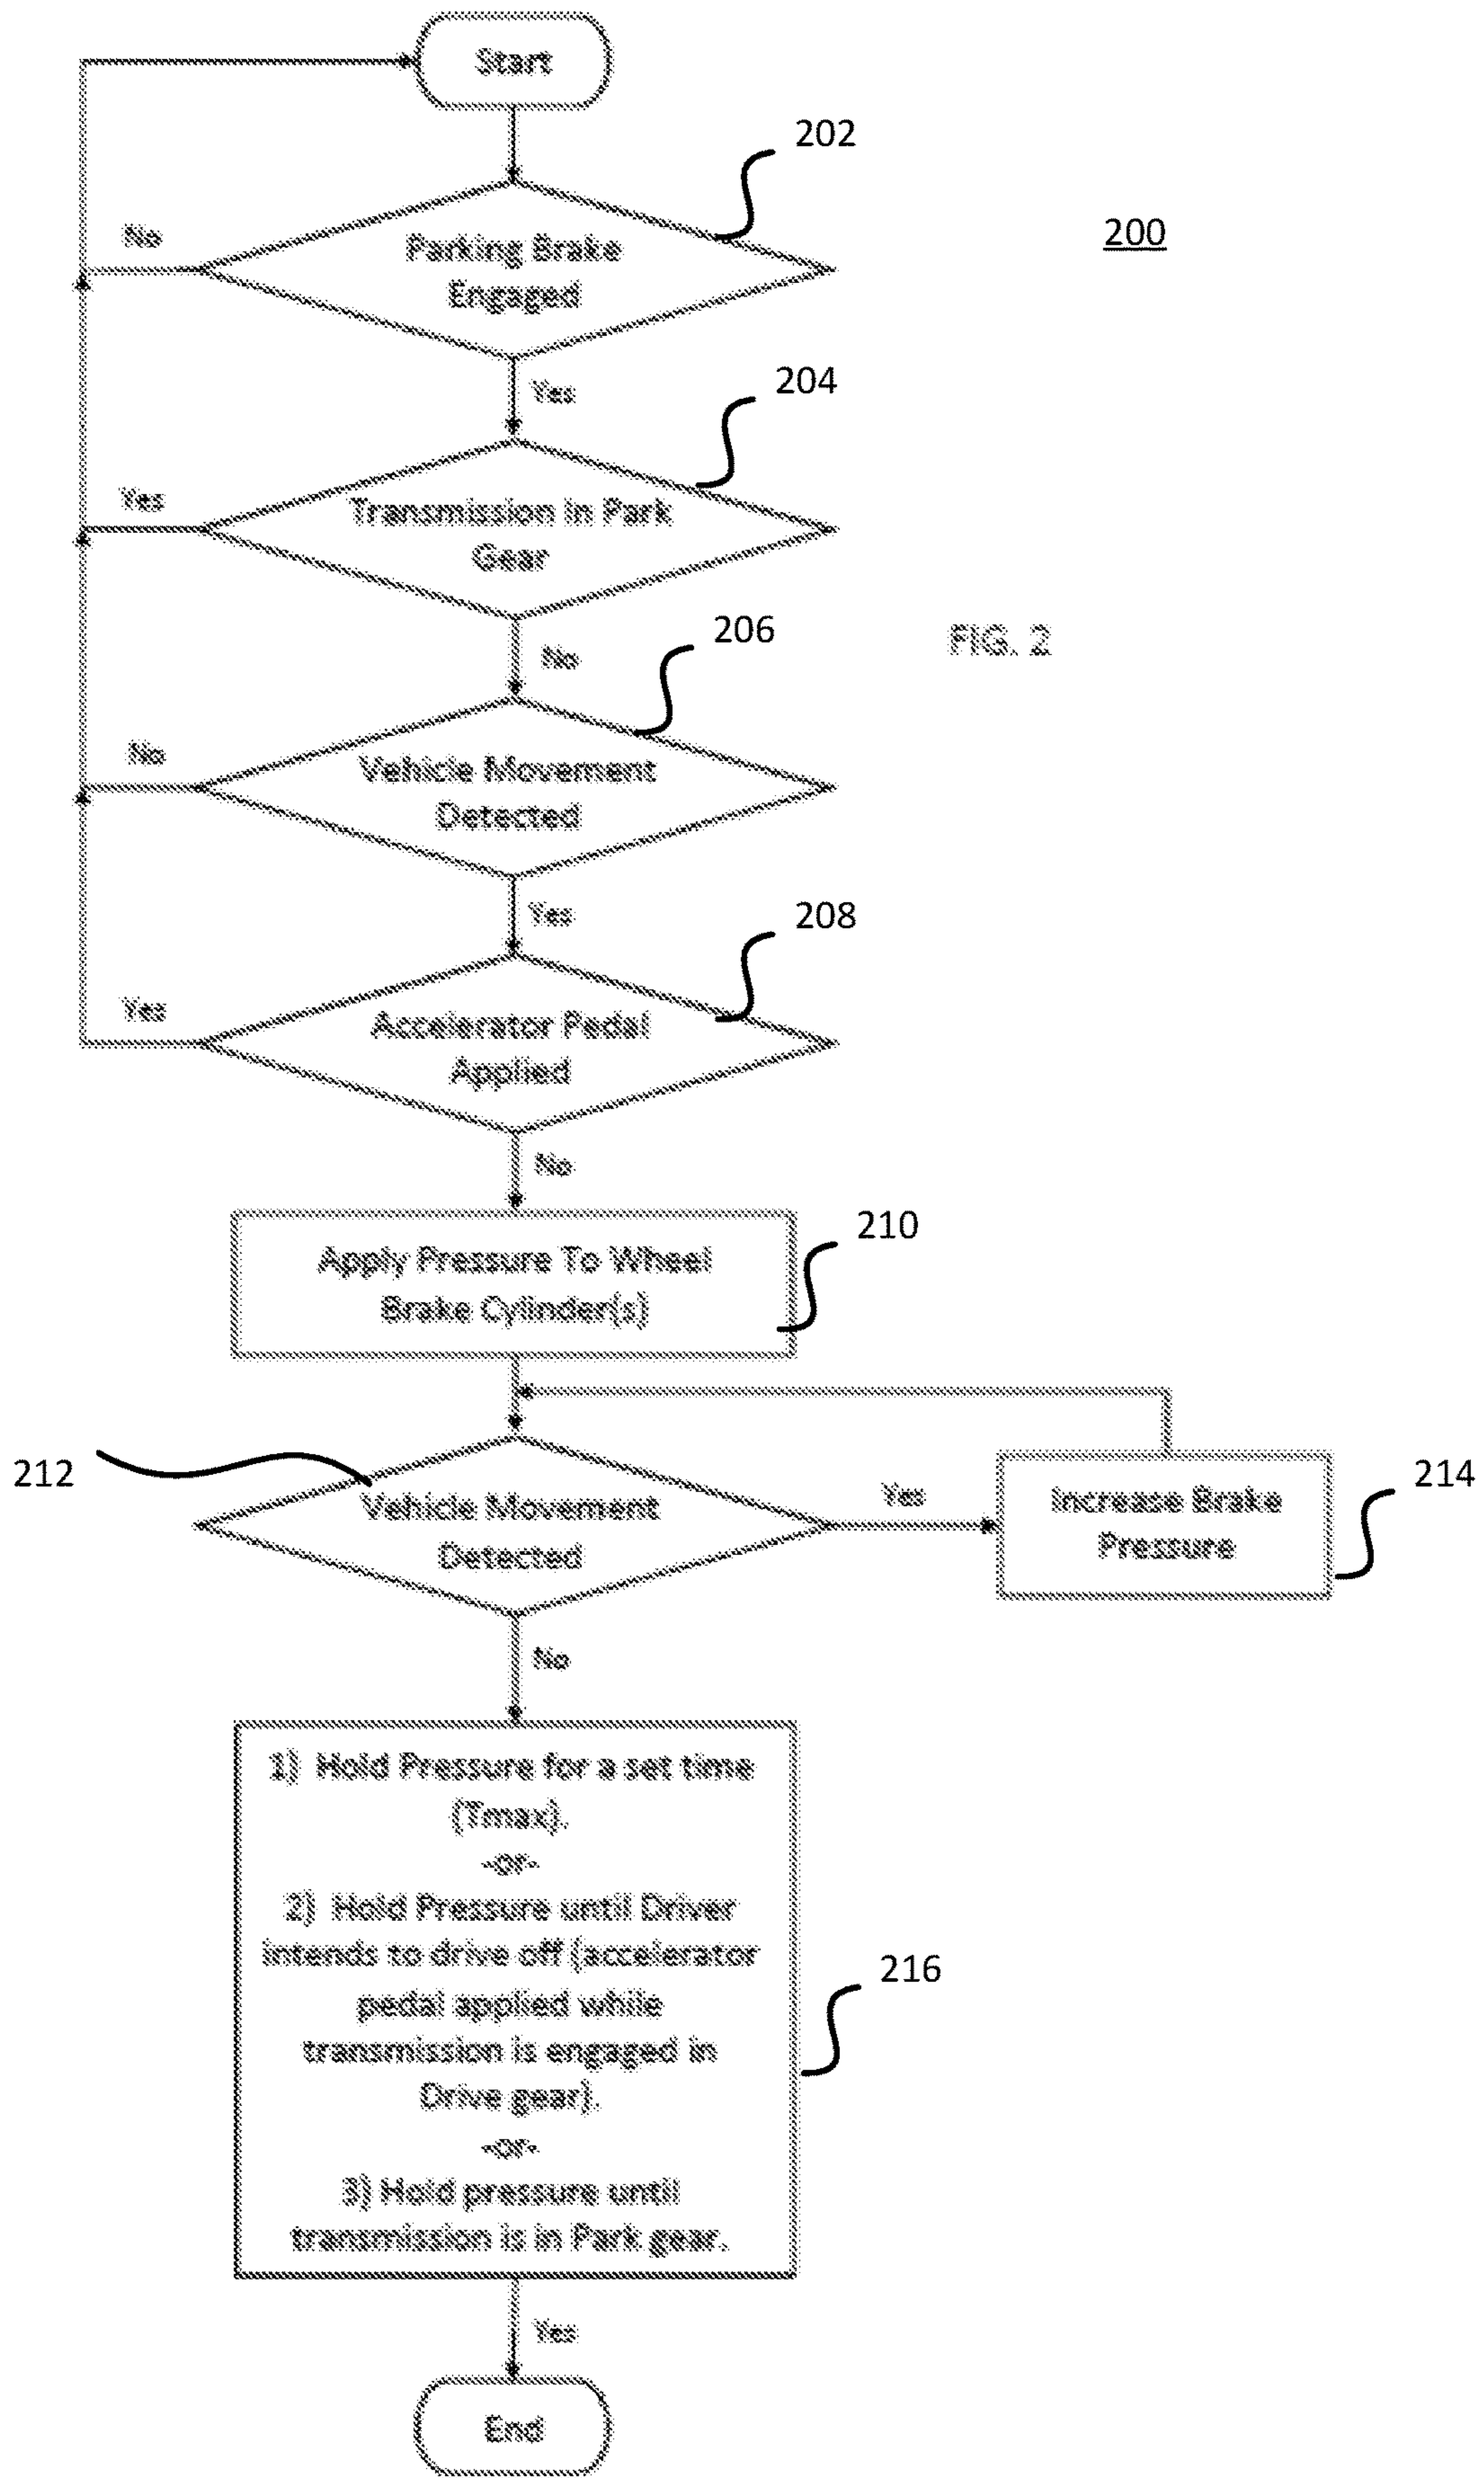 Start
202
200
No
Parking Brake
Engaged
Yes
204
Yes
Transmission in Park
Gear
206
FIG. 2
No
No
Vehicle Movement
Detected
Yes
208
Yes
Accelerator Pedal
Applied
No
210
Apply Pressure To Wheel
Brake Cylinder(s)
212
Vehicle Movement
Detected
Yes
Increase Brake
Pressure
214
No
1) Hold Pressure for a set time
(Tmax).
-or-
2) Hold Pressure until Driver
intends to drive off (accelerator
pedal applied while
transmission is engaged in
Drive gear).
-or-
3) Hold pressure until
transmission is in Park gear.
216
Yes
End